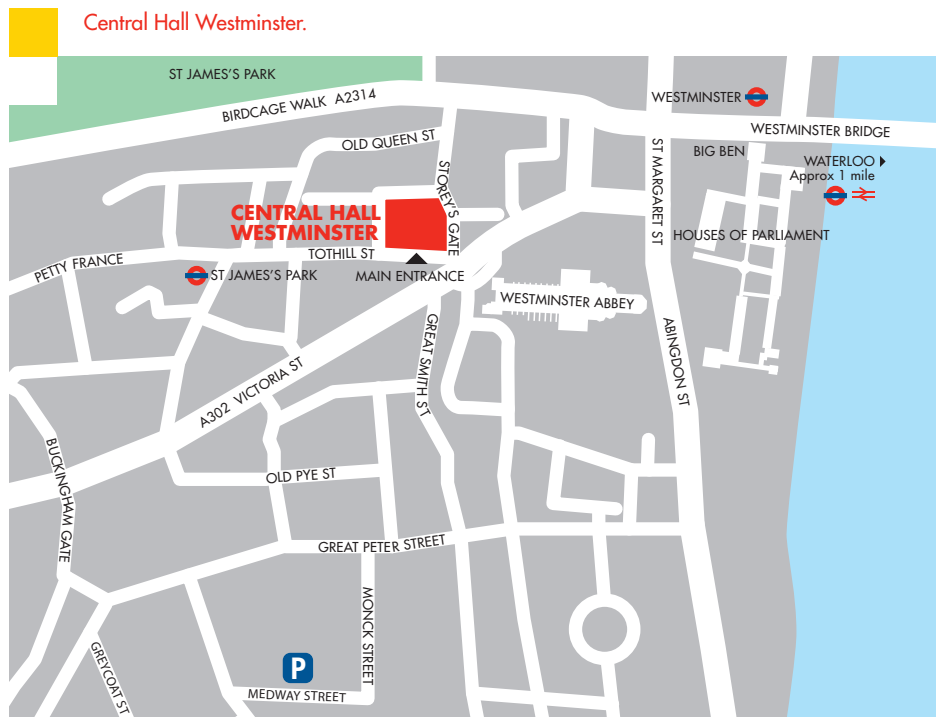 Central Hall Westminster.
ST JAMES'S PARK
BIRDCAGE WALK A2314
WESTMINSTER
WESTMINSTER BRIDGE
OLD QUEEN ST
STOREY'S GATE
ST MARGARET ST
BIG BEN
WATERLOO
Approx 1 mile
CENTRAL HALL
WESTMINSTER
HOUSES OF PARLIAMENT
TOTHILL ST
PETTY FRANCE
ST JAMES'S PARK
MAIN ENTRANCE
WESTMINSTER ABBEY
GREAT SMITH ST
ABINGDON ST
A302 VICTORIA ST
BUCKINGHAM GATE
OLD PYE ST
GREAT PETER STREET
MONCK STREET
GREYCOAT ST
P
MEDWAY STREET